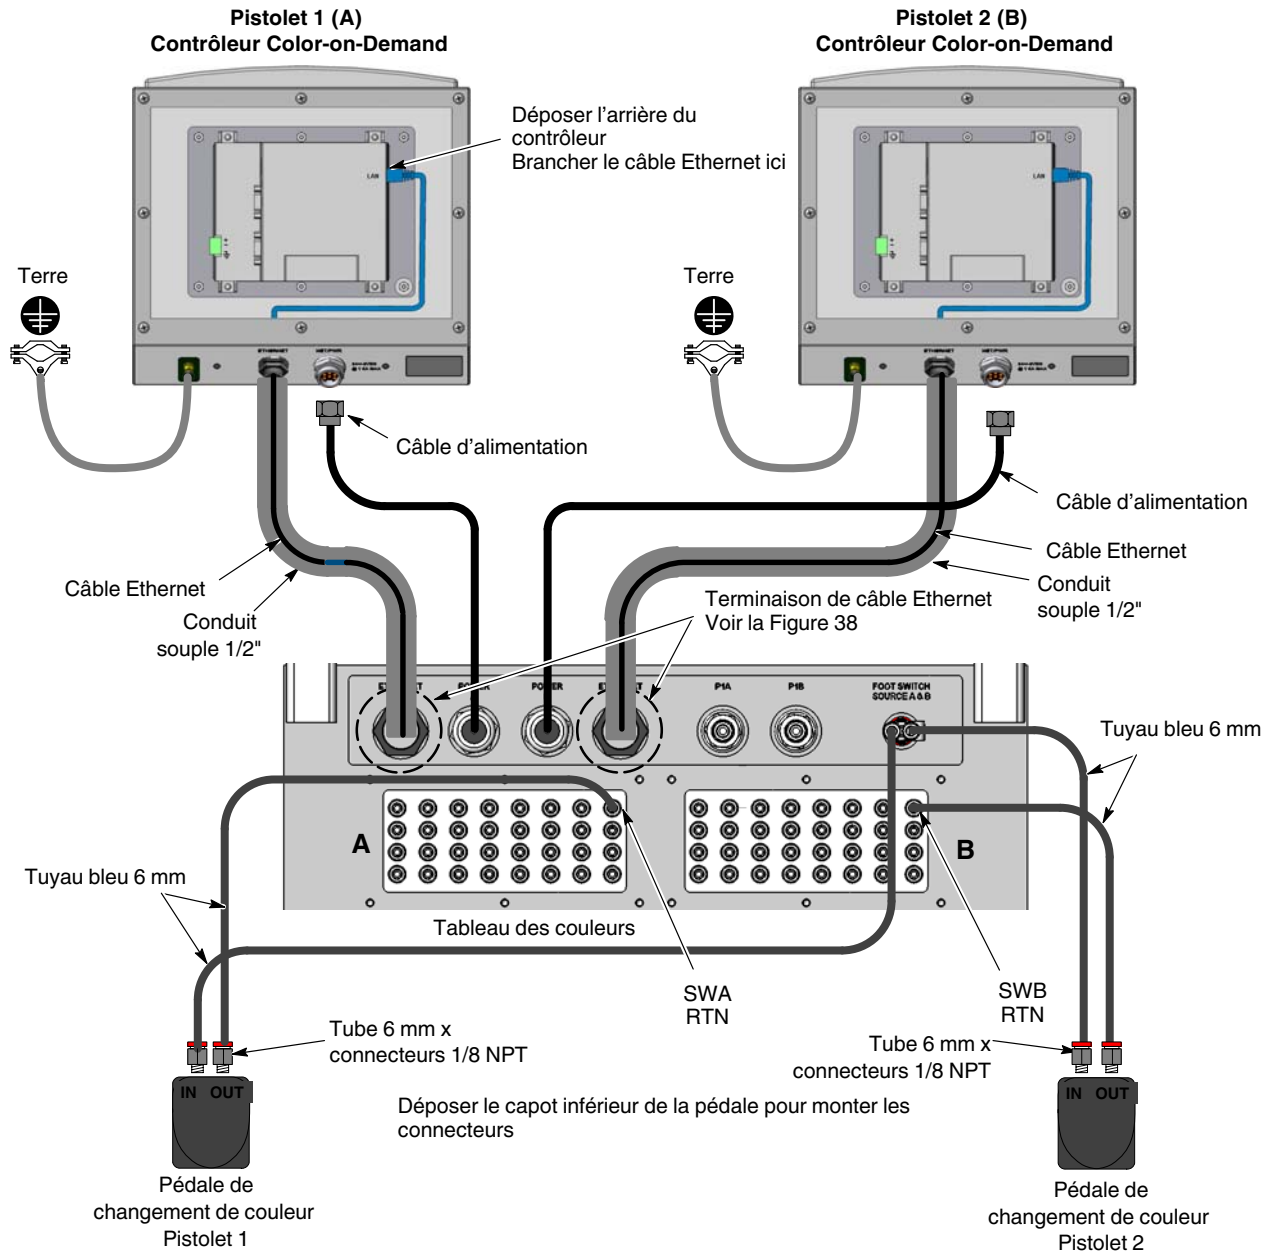 Pistolet 1 (A)
Contrôleur Color-on-Demand
Pistolet 2 (B)
Contrôleur Color-on-Demand
Déposer l'arrière du
contrôleur
Brancher le câble Ethernet ici
LAN
LAN
Terre
Terre
ETHERNET
NET/PWR
ETHERNET
NET/PWR
Câble d'alimentation
Câble d'alimentation
Câble Ethernet
Câble Ethernet
Conduit
souple 1/2"
Conduit
souple 1/2"
Terminaison de câble Ethernet
Voir la Figure 38
POWER
POWER
P1A
P1B
FOOT SWITCH
SOURCE A & B
Tuyau bleu 6 mm
A
B
Tuyau bleu 6 mm
Tableau des couleurs
SWA
RTN
SWB
RTN
Tube 6 mm x
connecteurs 1/8 NPT
Tube 6 mm x
connecteurs 1/8 NPT
IN OUT
IN OUT
Déposer le capot inférieur de la pédale pour monter les
connecteurs
Pédale de
changement de couleur
Pistolet 1
Pédale de
changement de couleur
Pistolet 2